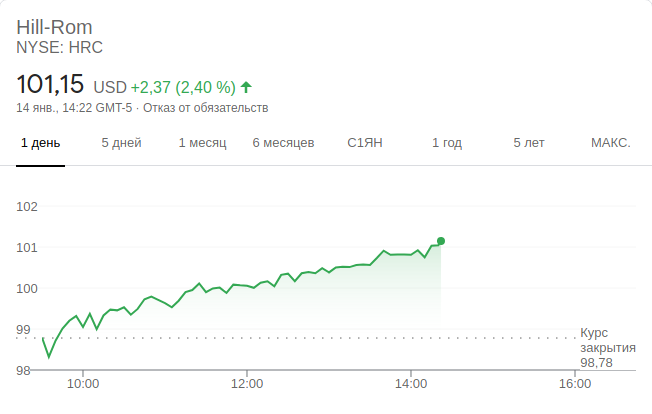 Hill-Rom
NYSE: HRC
101,15 USD +2,37 (2,40 %)
14 янв., 14:22 GMT-5 · Отказ от обязательств
1 день 5 дней 1 месяц 6 месяцев С1ЯН 1 год 5 лет МАКС.
102
101
100
99
Курс
закрытия
98,78
98
10:00 12:00 14:00 16:00